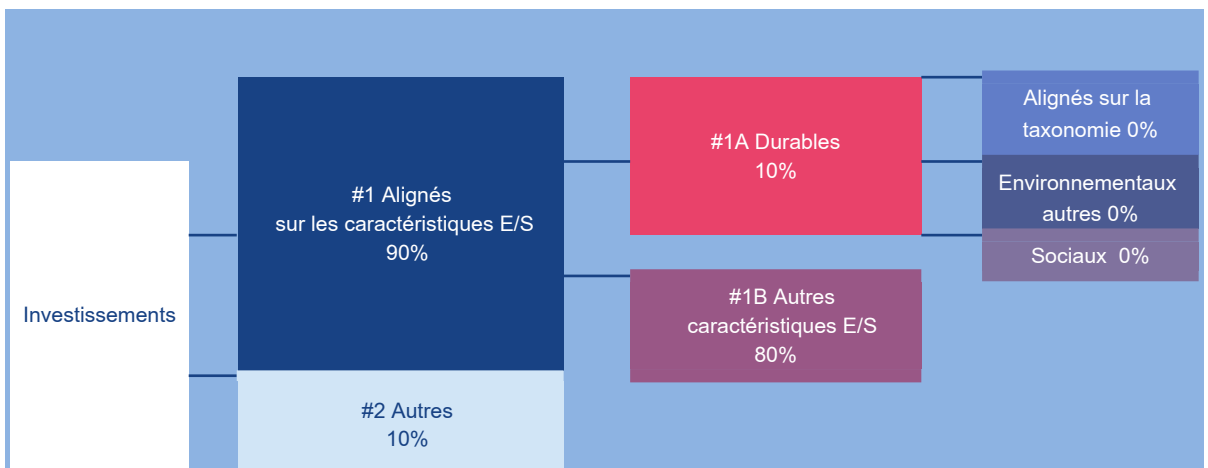 Investissements
#1 Alignés
sur les caractéristiques E/S
90%
#2 Autres
10%
#1A Durables
10%
#1B Autres
caractéristiques E/S
80%
Alignés sur la
taxonomie 0%
Environnementaux
autres 0%
Sociaux 0%